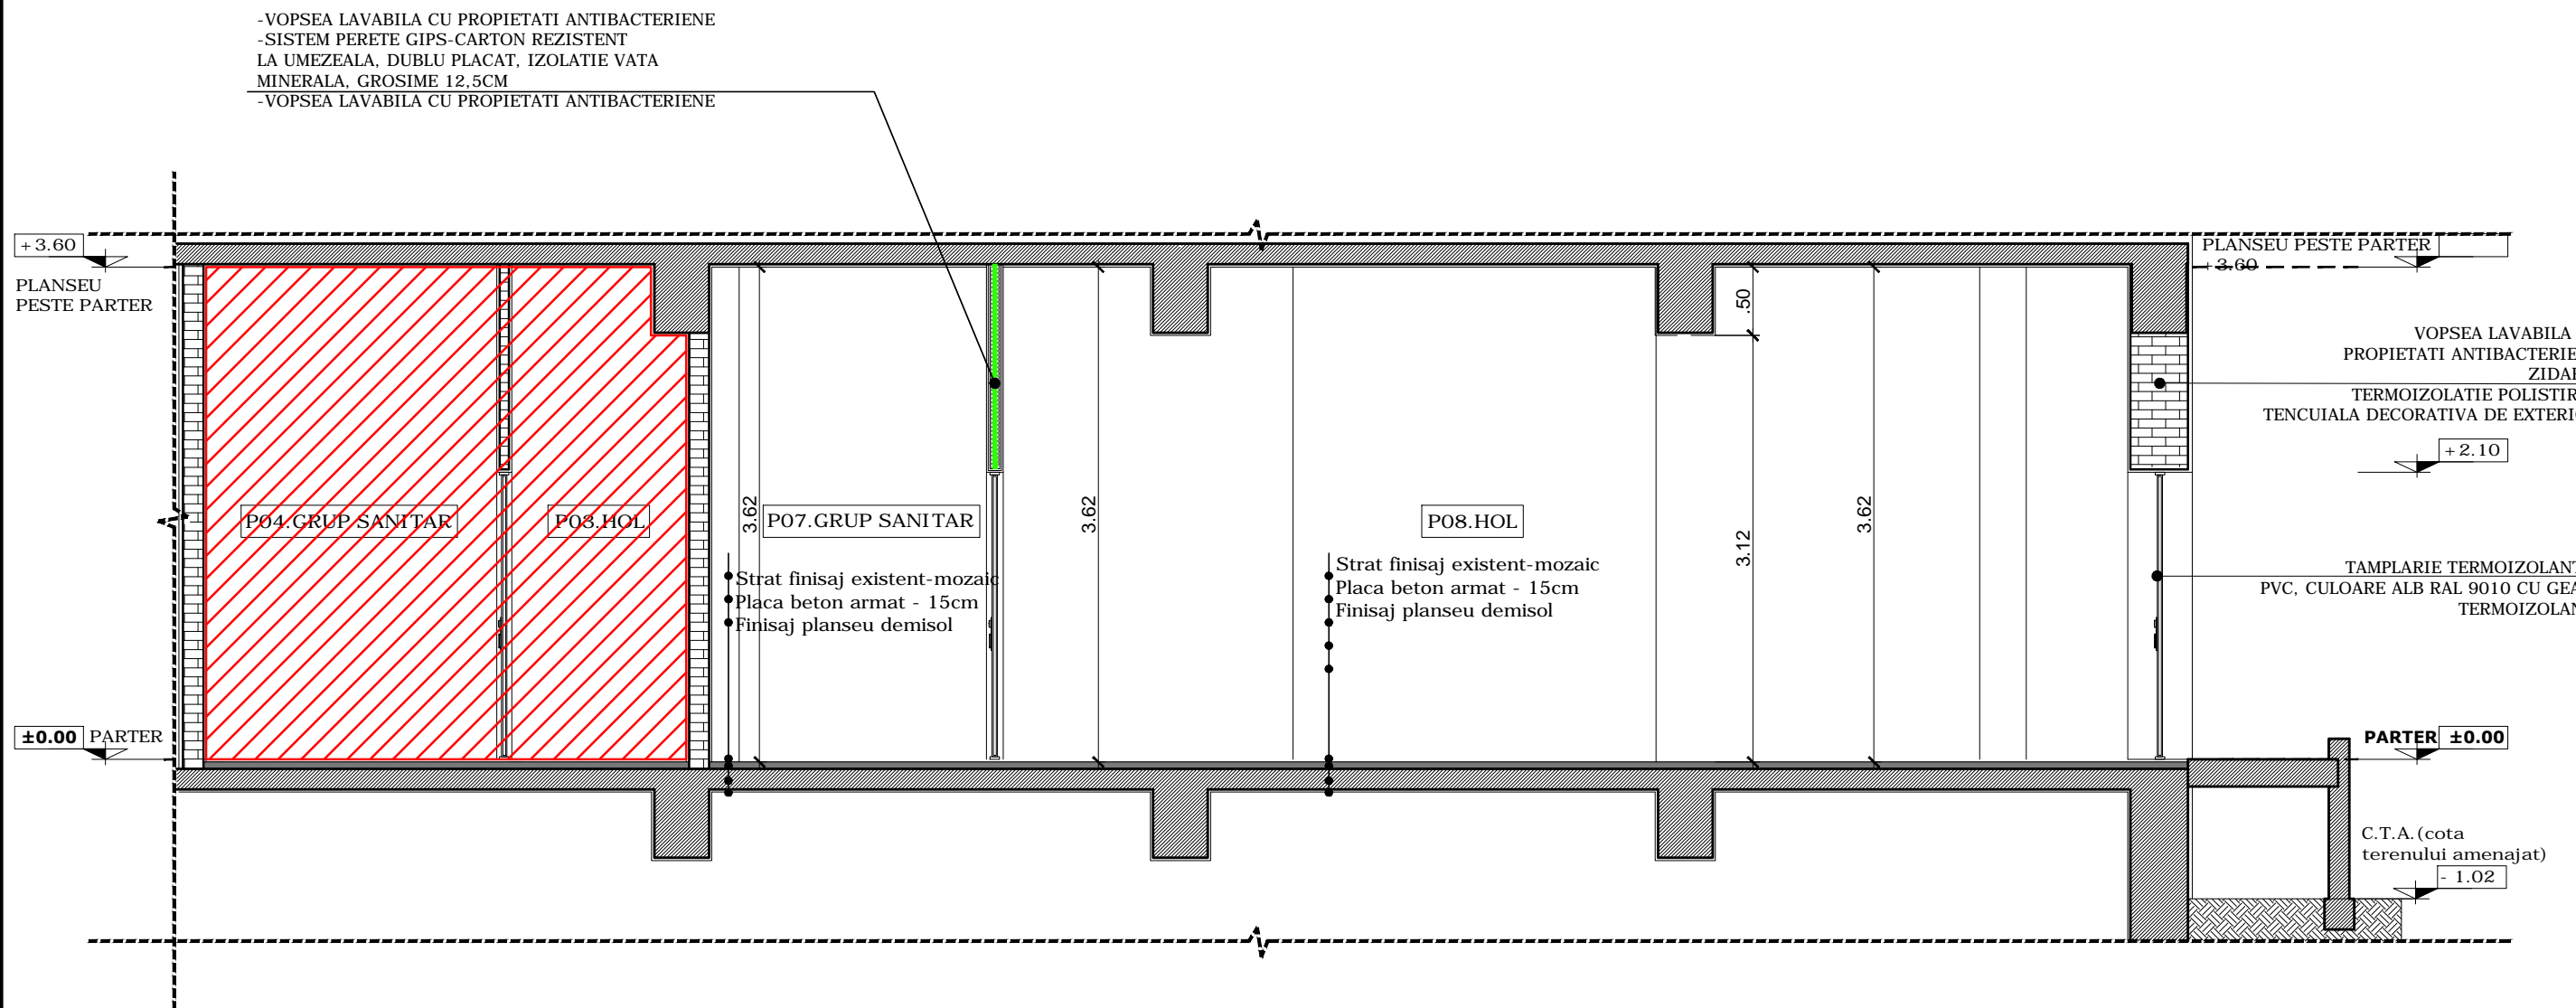 -VOPSEA LAVABILA CU PROPIETATI ANTIBACTERIENE
-SISTEM PERETE GIPS-CARTON REZISTENT
LA UMEZEALA, DUBLU PLACAT, IZOLATIE VATA
MINERALA, GROSIME 12,5CM
-VOPSEA LAVABILA CU PROPIETATI ANTIBACTERIENE
+3.60
PLANSEU
PESTE PARTER
PLANSEU PESTE PARTER
+3.60
.50
VOPSEA LAVABILA
PROPIETATI ANTIBACTERIE
ZIDA
TERMOIZOLATIE POLISTIR
TENCUIALA DECORATIVA DE EXTERI
+2.10
P04.GRUP SANITAR
P03.HOL
3.62
P07.GRUP SANITAR
3.62
P08.HOL
3.12
3.62
Strat finisaj existent-mozaic
Placa beton armat - 15cm
Finisaj planseu demisol
Strat finisaj existent-mozaic
Placa beton armat - 15cm
Finisaj planseu demisol
TAMPLARIE TERMOIZOLANT
PVC, CULOARE ALB RAL 9010 CU GEA
TERMOIZOLAN
±0.00 PARTER
PARTER ±0.00
C.T.A.(cota
terenului amenajat)
- 1.02